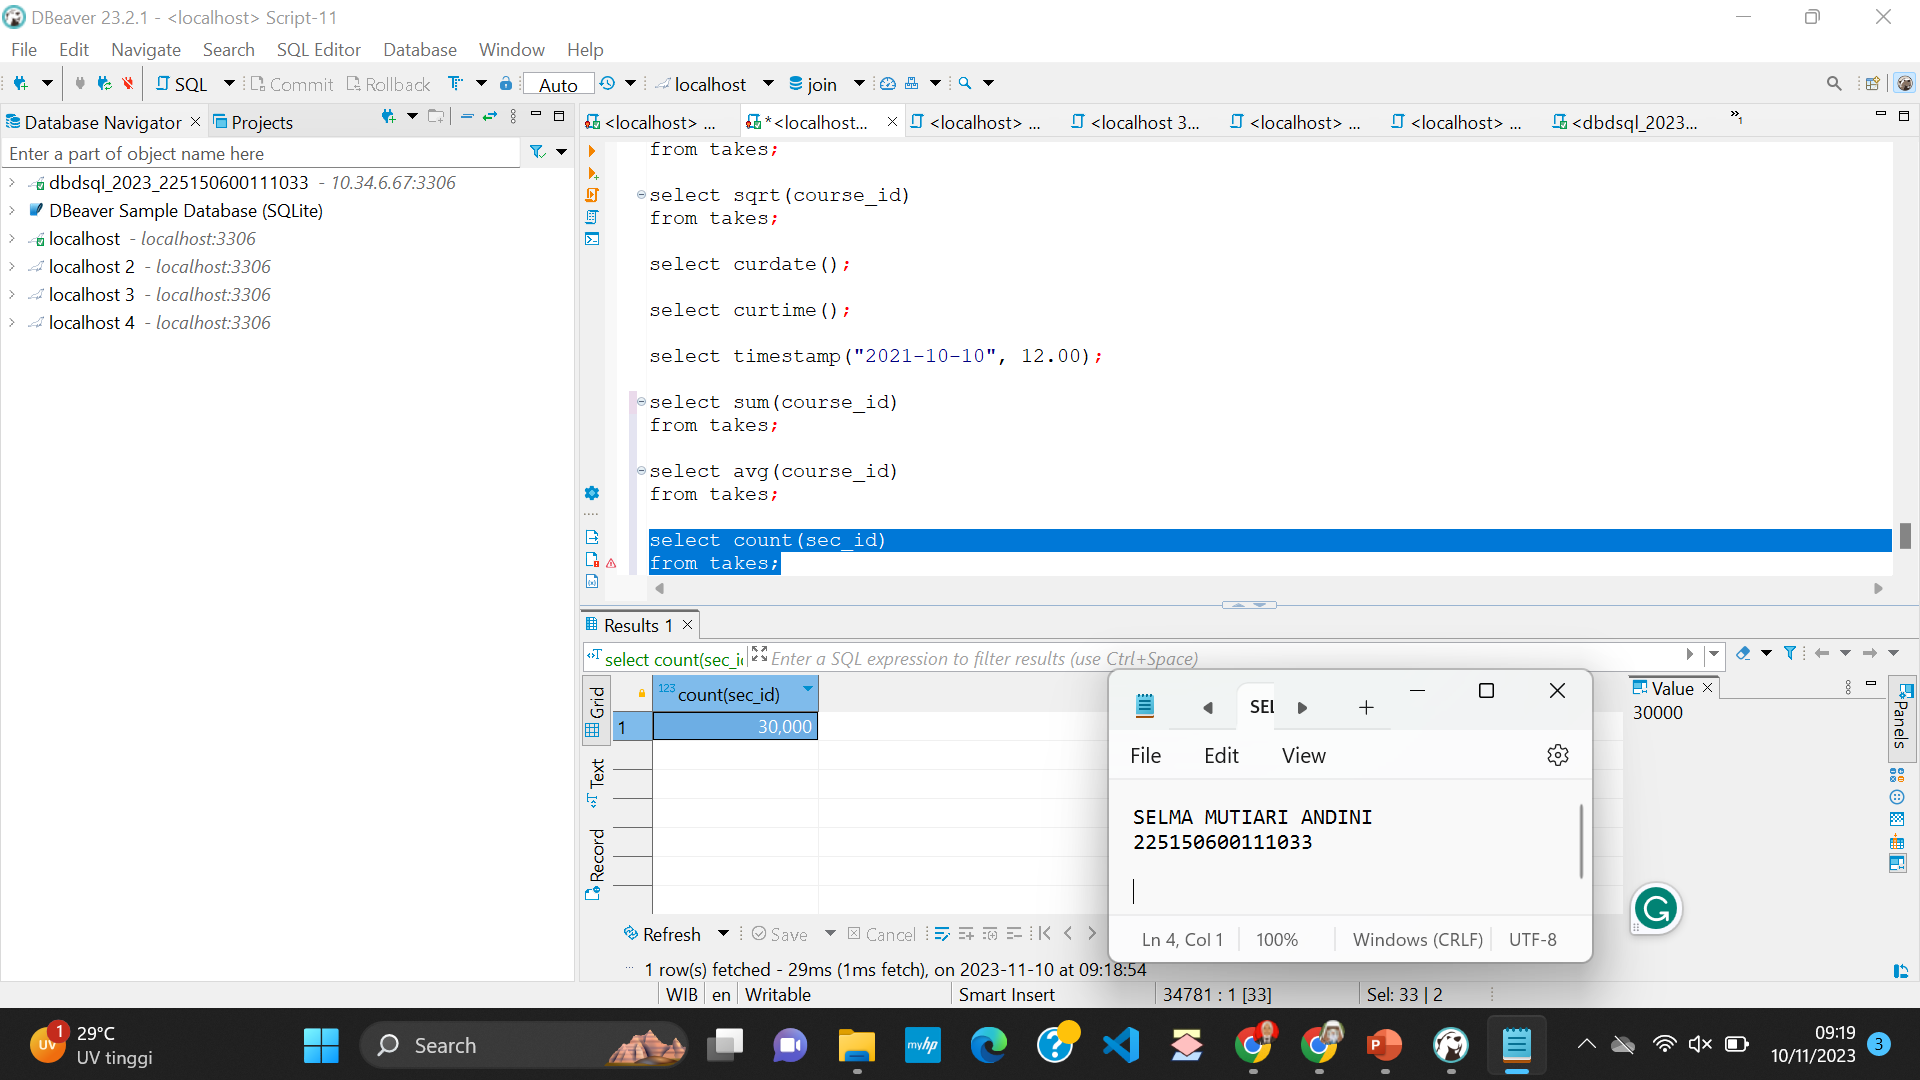 DBeaver 23.2.1 - <localhost> Script-11
File Edit Navigate Search SQL Editor Database Window Help
SQL Commit Rollback Auto localhost join
Database Navigator Projects
<localhost> ... *<localhost... <localhost> ... <localhost 3... <localhost> ... <localhost> ... <dbdsql_2023... »1
Enter a part of object name here
dbdsql_2023_225150600111033 - 10.34.6.67:3306
DBeaver Sample Database (SQLite)
localhost - localhost:3306
localhost 2 - localhost:3306
localhost 3 - localhost:3306
localhost 4 - localhost:3306
from takes;
select sqrt(course_id)
from takes;
select curdate();
select curtime();
select timestamp("2021-10-10", 12.00);
select sum(course_id)
from takes;
select avg(course_id)
from takes;
select count(sec_id)
from takes;
Results 1
select count(sec_i Enter a SQL expression to filter results (use Ctrl+Space)
Grid
Text
Record
123 count(sec_id)
1 30,000
Value
30000
Panels
SEL
File Edit View
SELMA MUTIARI ANDINI
225150600111033
Ln 4, Col 1 100% Windows (CRLF) UTF-8
Refresh Save Cancel
1 row(s) fetched - 29ms (1ms fetch), on 2023-11-10 at 09:18:54
WIB en Writable Smart Insert 34781 : 1 [33] Sel: 33 | 2
UV 1 29°C
UV tinggi
Search
myhp
09:19
10/11/2023
3